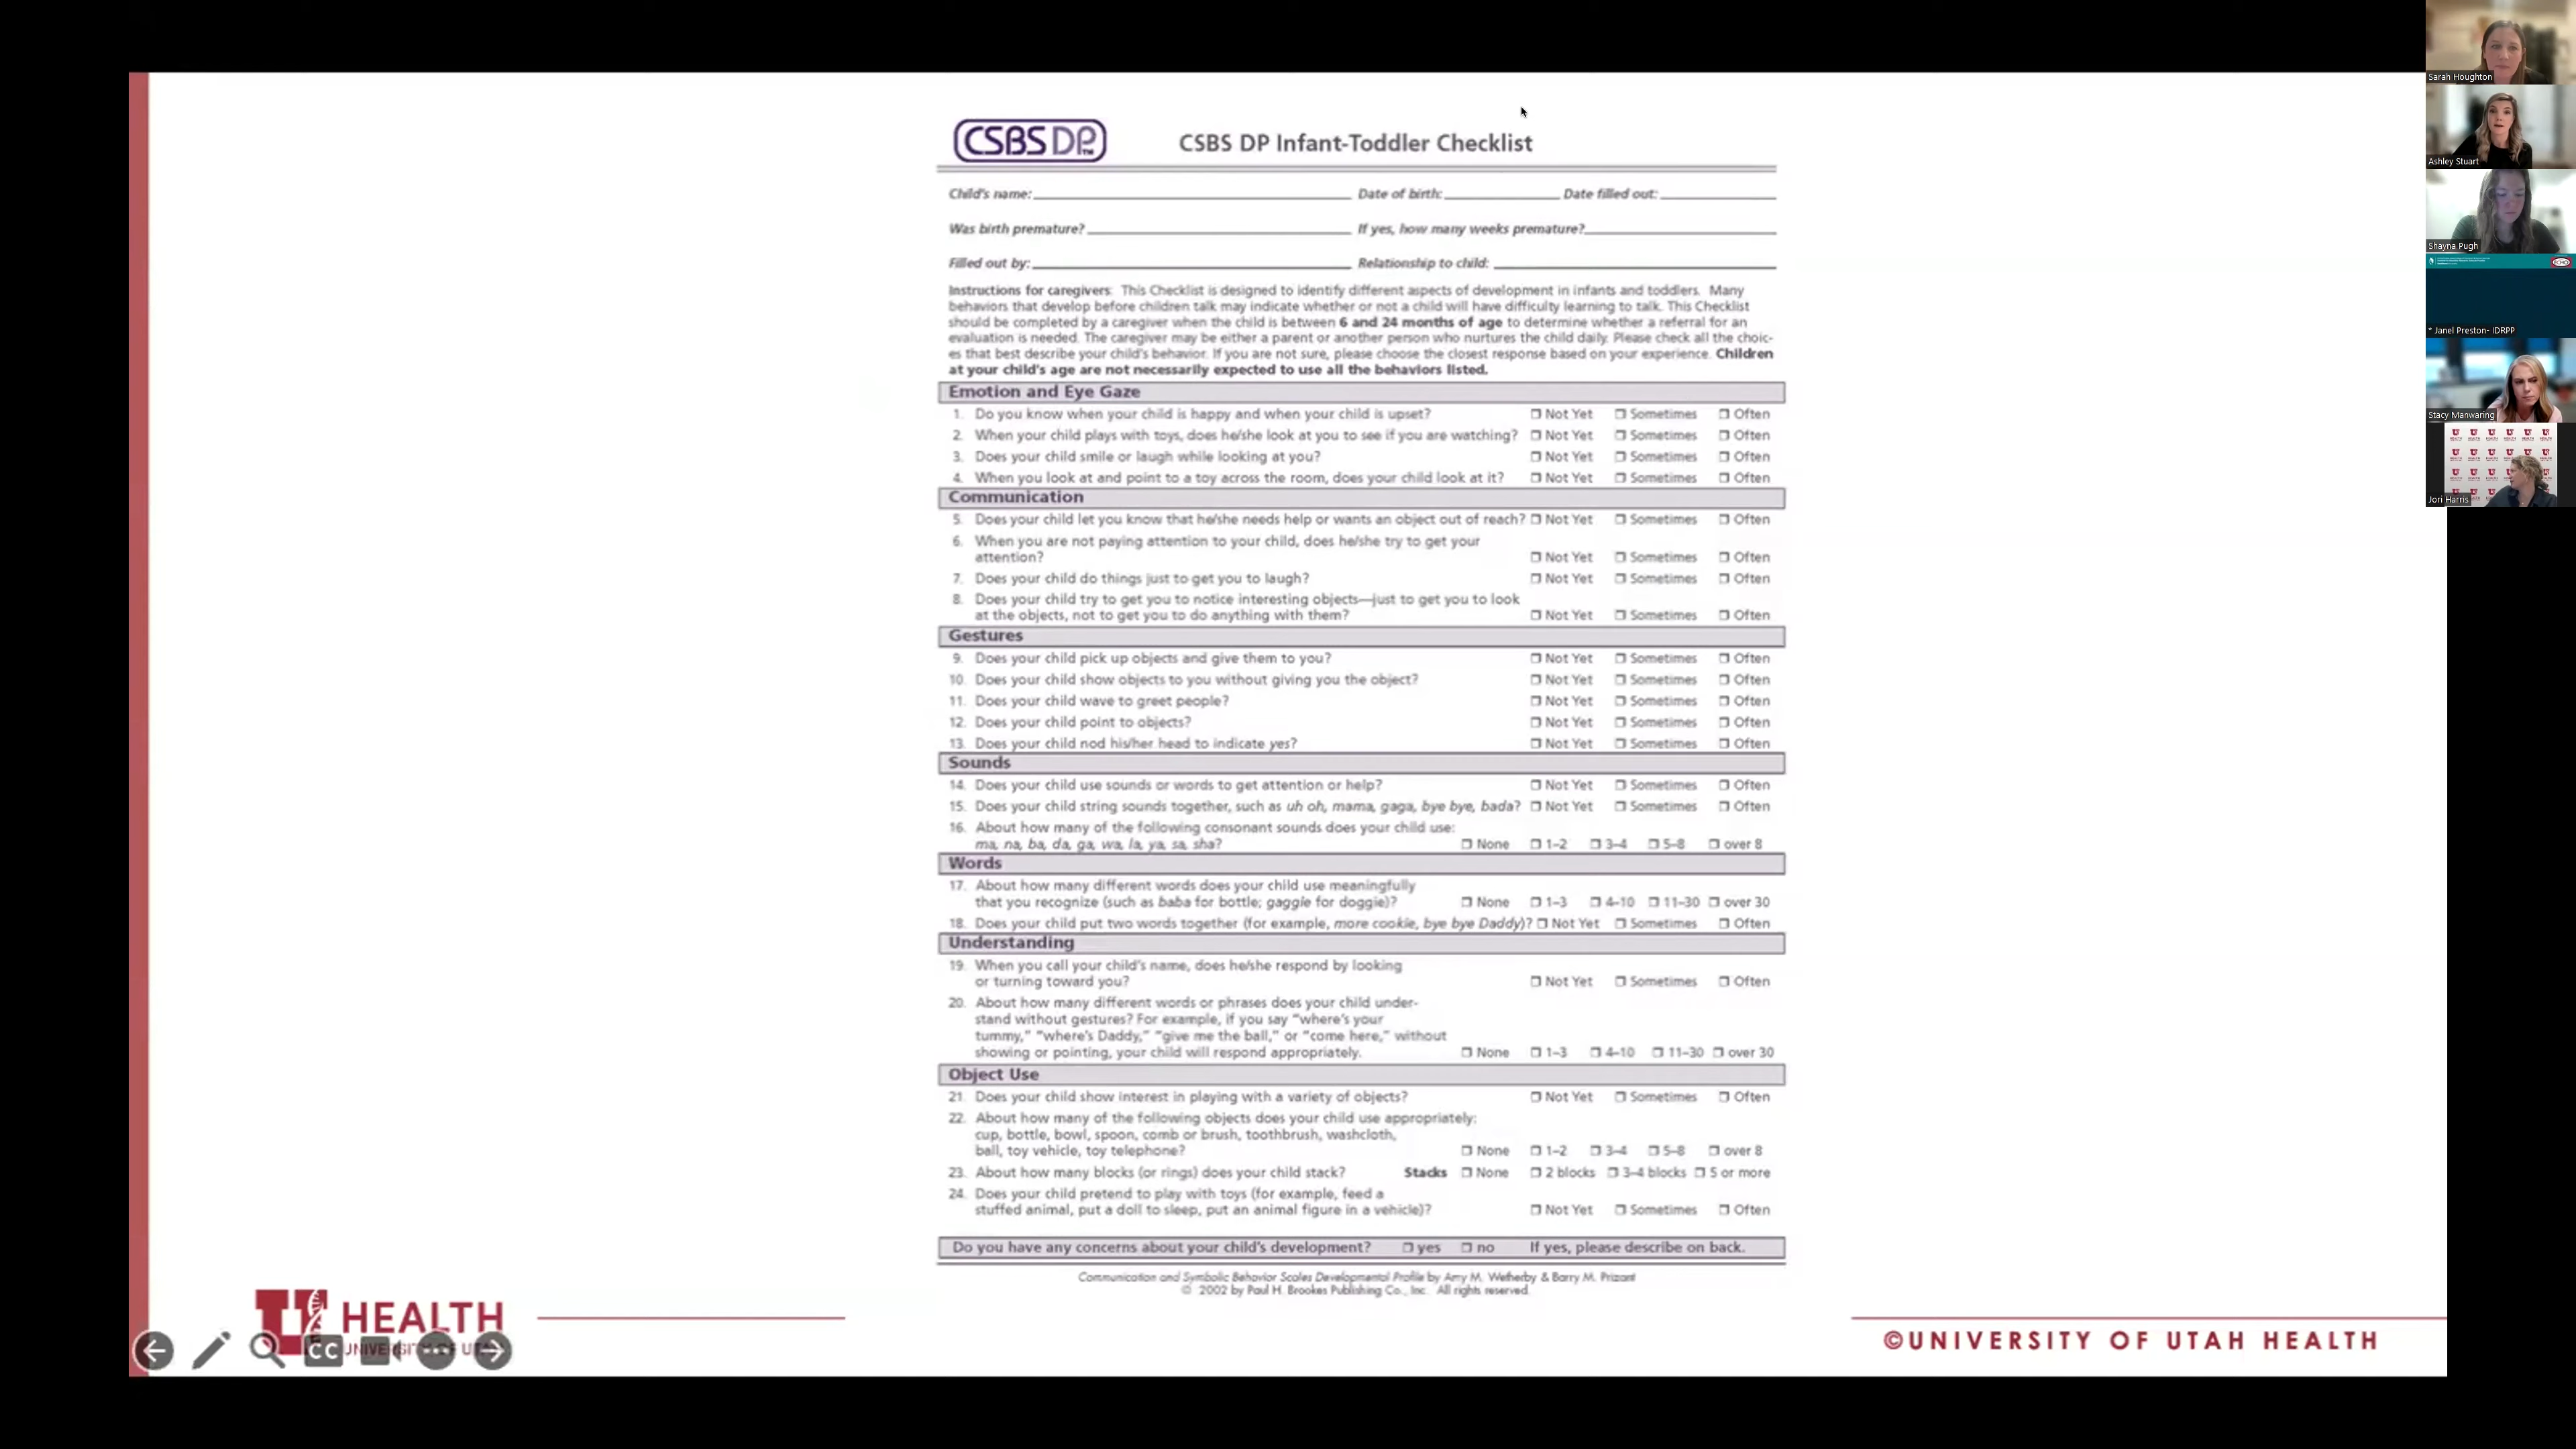 CSBS DP™
CSBS DP Infant-Toddler Checklist
Child's name: Date of birth: Date filled out:
Was birth premature? If yes, how many weeks premature?
Filled out by: Relationship to child:
Instructions for caregivers: This Checklist is designed to identify different aspects of development in infants and toddlers. Many
behaviors that develop before children talk may indicate whether or not a child will have difficulty learning to talk. This Checklist
should be completed by a caregiver when the child is between 6 and 24 months of age to determine whether a referral for an
evaluation is needed. The caregiver may be either a parent or another person who nurtures the child daily. Please check all the choic-
es that best describe your child's behavior. If you are not sure, please choose the closest response based on your experience. Children
at your child's age are not necessarily expected to use all the behaviors listed.
Emotion and Eye Gaze
1. Do you know when your child is happy and when your child is upset? Not Yet Sometimes Often
2. When your child plays with toys, does he/she look at you to see if you are watching? Not Yet Sometimes Often
3. Does your child smile or laugh while looking at you? Not Yet Sometimes Often
4. When you look at and point to a toy across the room, does your child look at it? Not Yet Sometimes Often
Communication
5. Does your child let you know that he/she needs help or wants an object out of reach? Not Yet Sometimes Often
6. When you are not paying attention to your child, does he/she try to get your
attention? Not Yet Sometimes Often
7. Does your child do things just to get you to laugh? Not Yet Sometimes Often
8. Does your child try to get you to notice interesting objects—just to get you to look
at the objects, not to get you to do anything with them? Not Yet Sometimes Often
Gestures
9. Does your child pick up objects and give them to you? Not Yet Sometimes Often
10. Does your child show objects to you without giving you the object? Not Yet Sometimes Often
11. Does your child wave to greet people? Not Yet Sometimes Often
12. Does your child point to objects? Not Yet Sometimes Often
13. Does your child nod his/her head to indicate yes? Not Yet Sometimes Often
Sounds
14. Does your child use sounds or words to get attention or help? Not Yet Sometimes Often
15. Does your child string sounds together, such as uh oh, mama, gaga, bye bye, bada? Not Yet Sometimes Often
16. About how many of the following consonant sounds does your child use:
ma, na, ba, da, ga, wa, la, ya, sa, sha? None 1–2 3–4 5–8 over 8
Words
17. About how many different words does your child use meaningfully
that you recognize (such as baba for bottle; gaggle for doggie)? None 1–3 4–10 11–30 over 30
18. Does your child put two words together (for example, more cookie, bye bye Daddy)? Not Yet Sometimes Often
Understanding
19. When you call your child's name, does he/she respond by looking
or turning toward you? Not Yet Sometimes Often
20. About how many different words or phrases does your child under-
stand without gestures? For example, if you say "where's your
tummy," "where's Daddy," "give me the ball," or "come here," without
showing or pointing, your child will respond appropriately. None 1–3 4–10 11–30 over 30
Object Use
21. Does your child show interest in playing with a variety of objects? Not Yet Sometimes Often
22. About how many of the following objects does your child use appropriately:
cup, bottle, bowl, spoon, comb or brush, toothbrush, washcloth,
ball, toy vehicle, toy telephone? None 1–2 3–4 5–8 over 8
23. About how many blocks (or rings) does your child stack? Stacks None 2 blocks 3–4 blocks 5 or more
24. Does your child pretend to play with toys (for example, feed a
stuffed animal, put a doll to sleep, put an animal figure in a vehicle)? Not Yet Sometimes Often
Do you have any concerns about your child's development? yes no If yes, please describe on back.
Communication and Symbolic Behavior Scales Developmental Profile by Amy M. Wetherby & Barry M. Prizant
© 2002 by Paul H. Brookes Publishing Co., Inc. All rights reserved.
U HEALTH
CC
©UNIVERSITY OF UTAH HEALTH
Sarah Houghton
Ashley Stuart
Shayna Pugh
* Janel Preston- IDRPP
Stacy Manwaring
Jori Harris